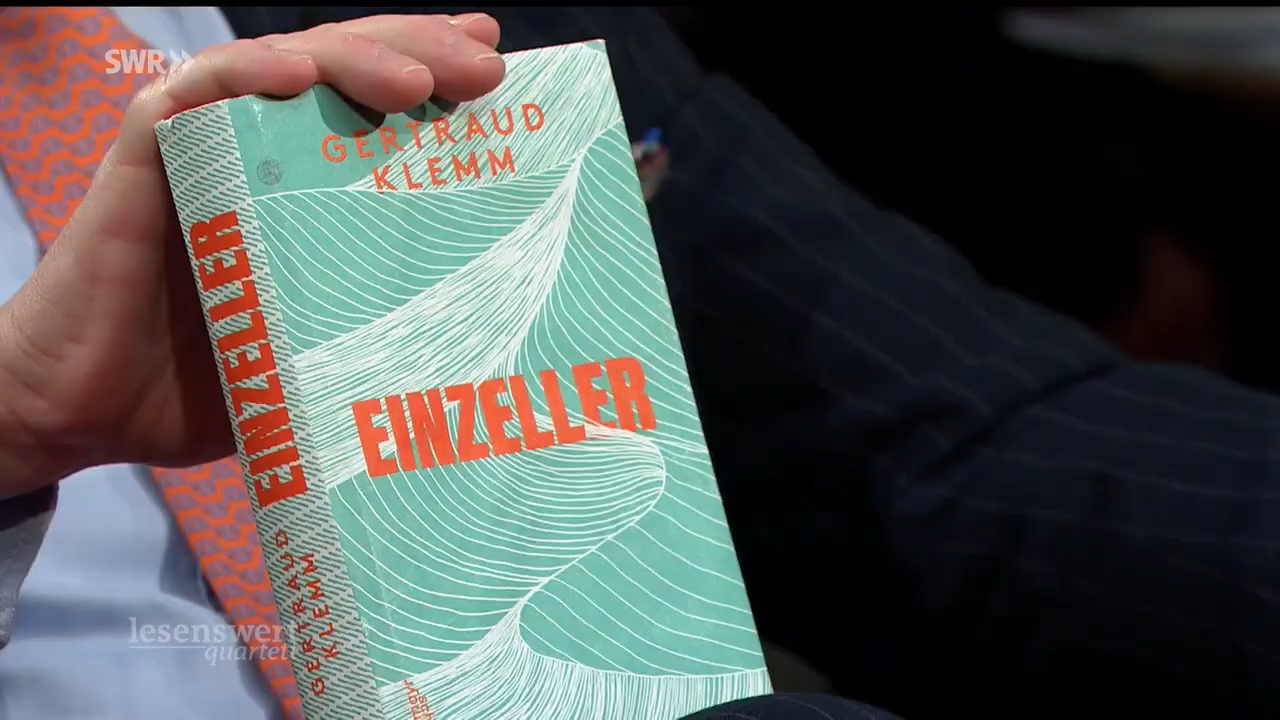 SWR»
GERTRAUD
KLEMM
EINZELLER
EINZELLER
GERTRAUD
KLEMM
lesenswert
quartett